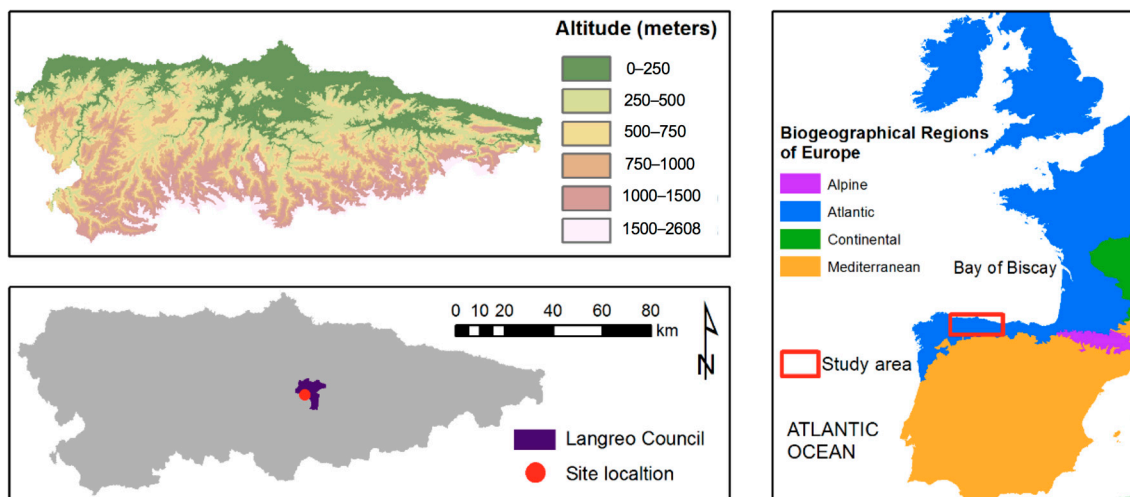 Altitude (meters)
0–250
250–500
500–750
750–1000
1000–1500
1500–2608
0 10 20 40 60 80
km
N
Langreo Council
Site localtion
Biogeographical Regions
of Europe
Alpine
Atlantic
Continental
Mediterranean
Bay of Biscay
Study area
ATLANTIC
OCEAN